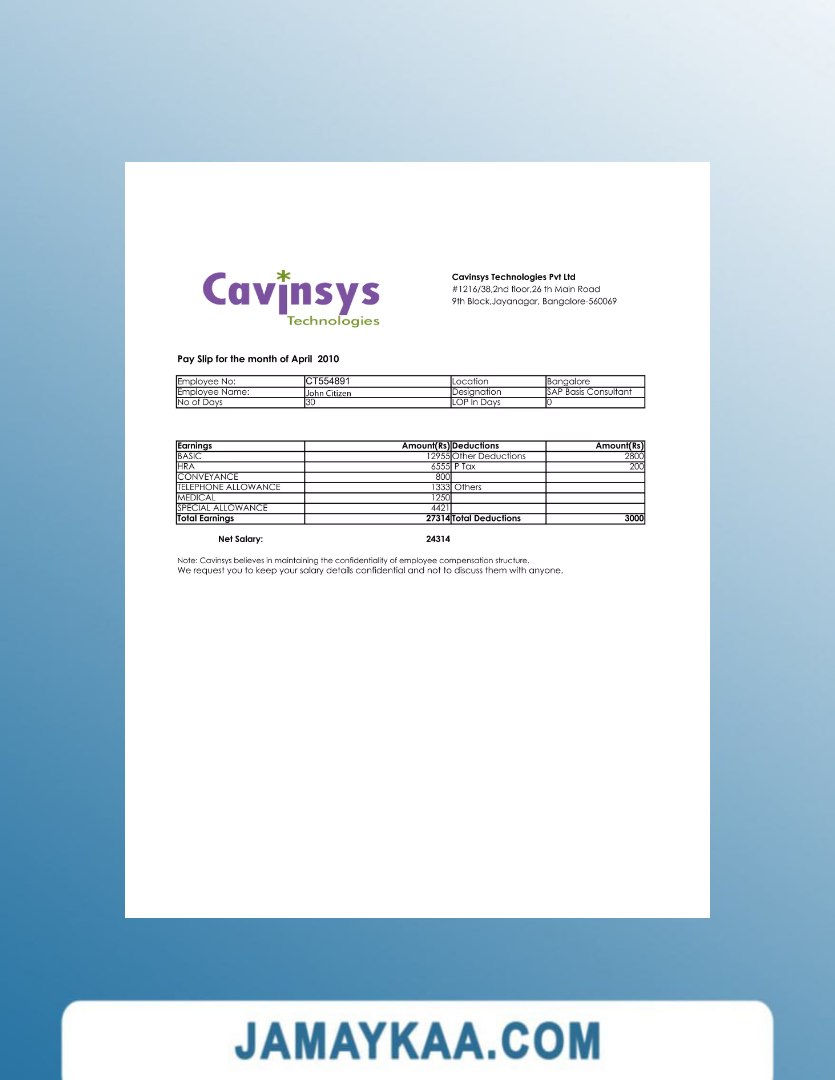 Cavinsys
Technologies
Cavinsys Technologies Pvt Ltd
#1216/38,2nd floor,26 th Main Road
9th Block,Jayanagar, Bangalore-560069
Pay Slip for the month of April 2010
Employee No: CT554891 Location Bangalore
Employee Name: John Citizen Designation SAP Basis Consultant
No of Days 30 LOP In Days 0
Earnings Amount(Rs) Deductions Amount(Rs)
BASIC 12955 Other Deductions 2800
HRA 6555 P Tax 200
CONVEYANCE 800
TELEPHONE ALLOWANCE 1333 Others
MEDICAL 1250
SPECIAL ALLOWANCE 4421
Total Earnings 27314 Total Deductions 3000
Net Salary: 24314
Note: Cavinsys believes in maintaining the confidentiality of employee compensation structure.
We request you to keep your salary details confidential and not to discuss them with anyone.
JAMAYKAA.COM